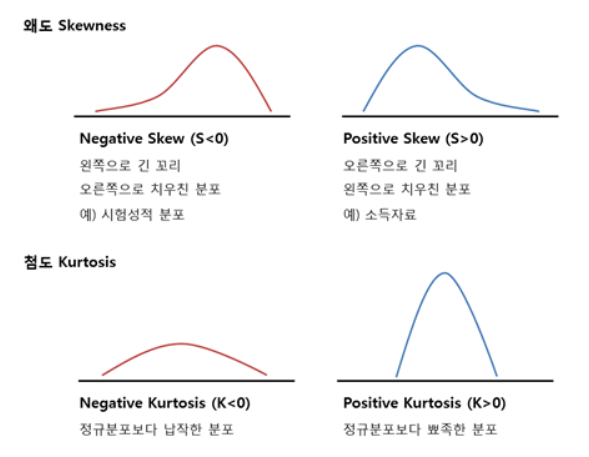 왜도 Skewness
Negative Skew (S<0)
왼쪽으로 긴 꼬리
오른쪽으로 치우친 분포
예) 시험성적 분포
Positive Skew (S>0)
오른쪽으로 긴 꼬리
왼쪽으로 치우친 분포
예) 소득자료
첨도 Kurtosis
Negative Kurtosis (K<0)
정규분포보다 납작한 분포
Positive Kurtosis (K>0)
정규분포보다 뾰족한 분포